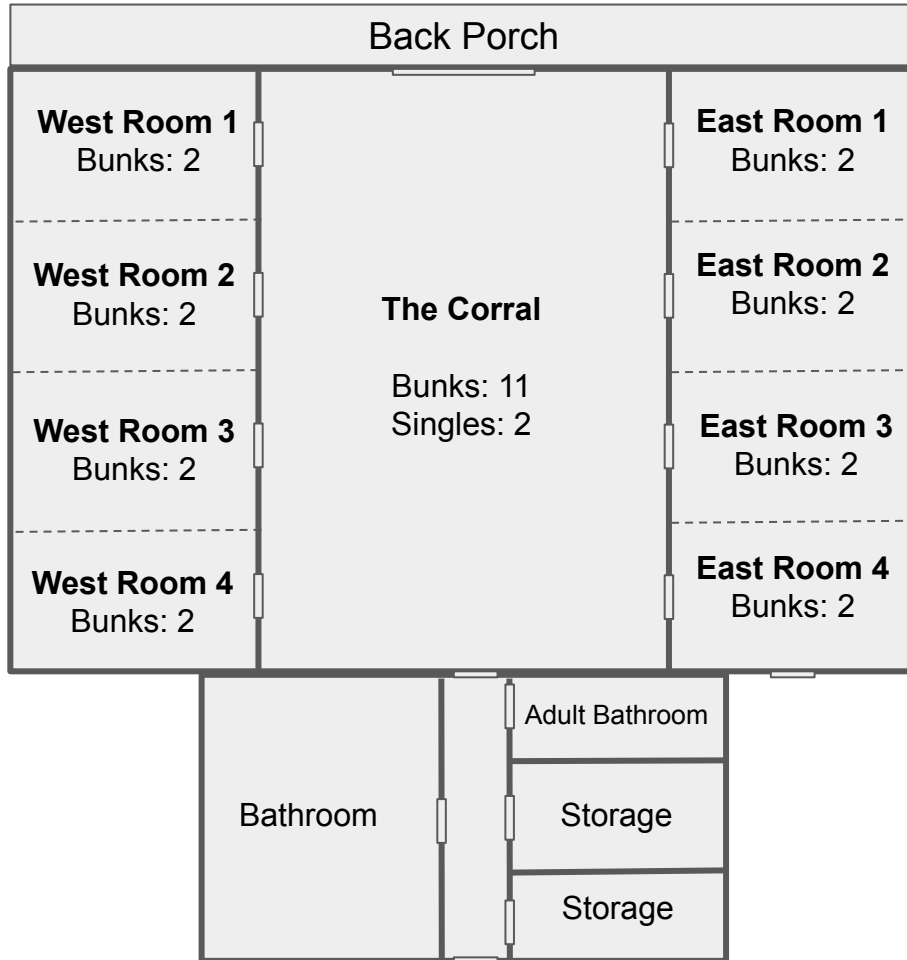 Back Porch
West Room 1
Bunks: 2
West Room 2
Bunks: 2
West Room 3
Bunks: 2
West Room 4
Bunks: 2
The Corral
Bunks: 11
Singles: 2
East Room 1
Bunks: 2
East Room 2
Bunks: 2
East Room 3
Bunks: 2
East Room 4
Bunks: 2
Bathroom
Adult Bathroom
Storage
Storage